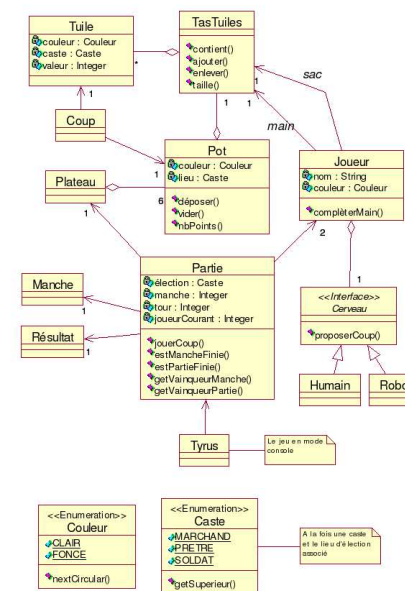 Tuile
couleur : Couleur
caste : Caste
valeur : Integer
*
1
TasTuiles
contient()
ajouter()
enlever()
taille()
1
1
1
sac
main
Coup
1
Pot
couleur : Couleur
lieu : Caste
déposer()
vider()
nbPoints()
6
Plateau
1
Joueur
nom : String
couleur : Couleur
complèterMain()
2
1
Partie
élection : Caste
manche : Integer
tour : Integer
joueurCourant : Integer
jouerCoup()
estMancheFinie()
estPartieFinie()
getVainqueurManche()
getVainqueurPartie()
Manche
1
Résultat
1
<<Interface>>
Cerveau
proposerCoup()
Humain
Robo
Tyrus
Le jeu en mode
console
<<Enumeration>>
Couleur
CLAIR
FONCE
nextCircular()
<<Enumeration>>
Caste
MARCHAND
PRETRE
SOLDAT
getSuperieur()
A la fois une caste
et le lieu d'élection
associé